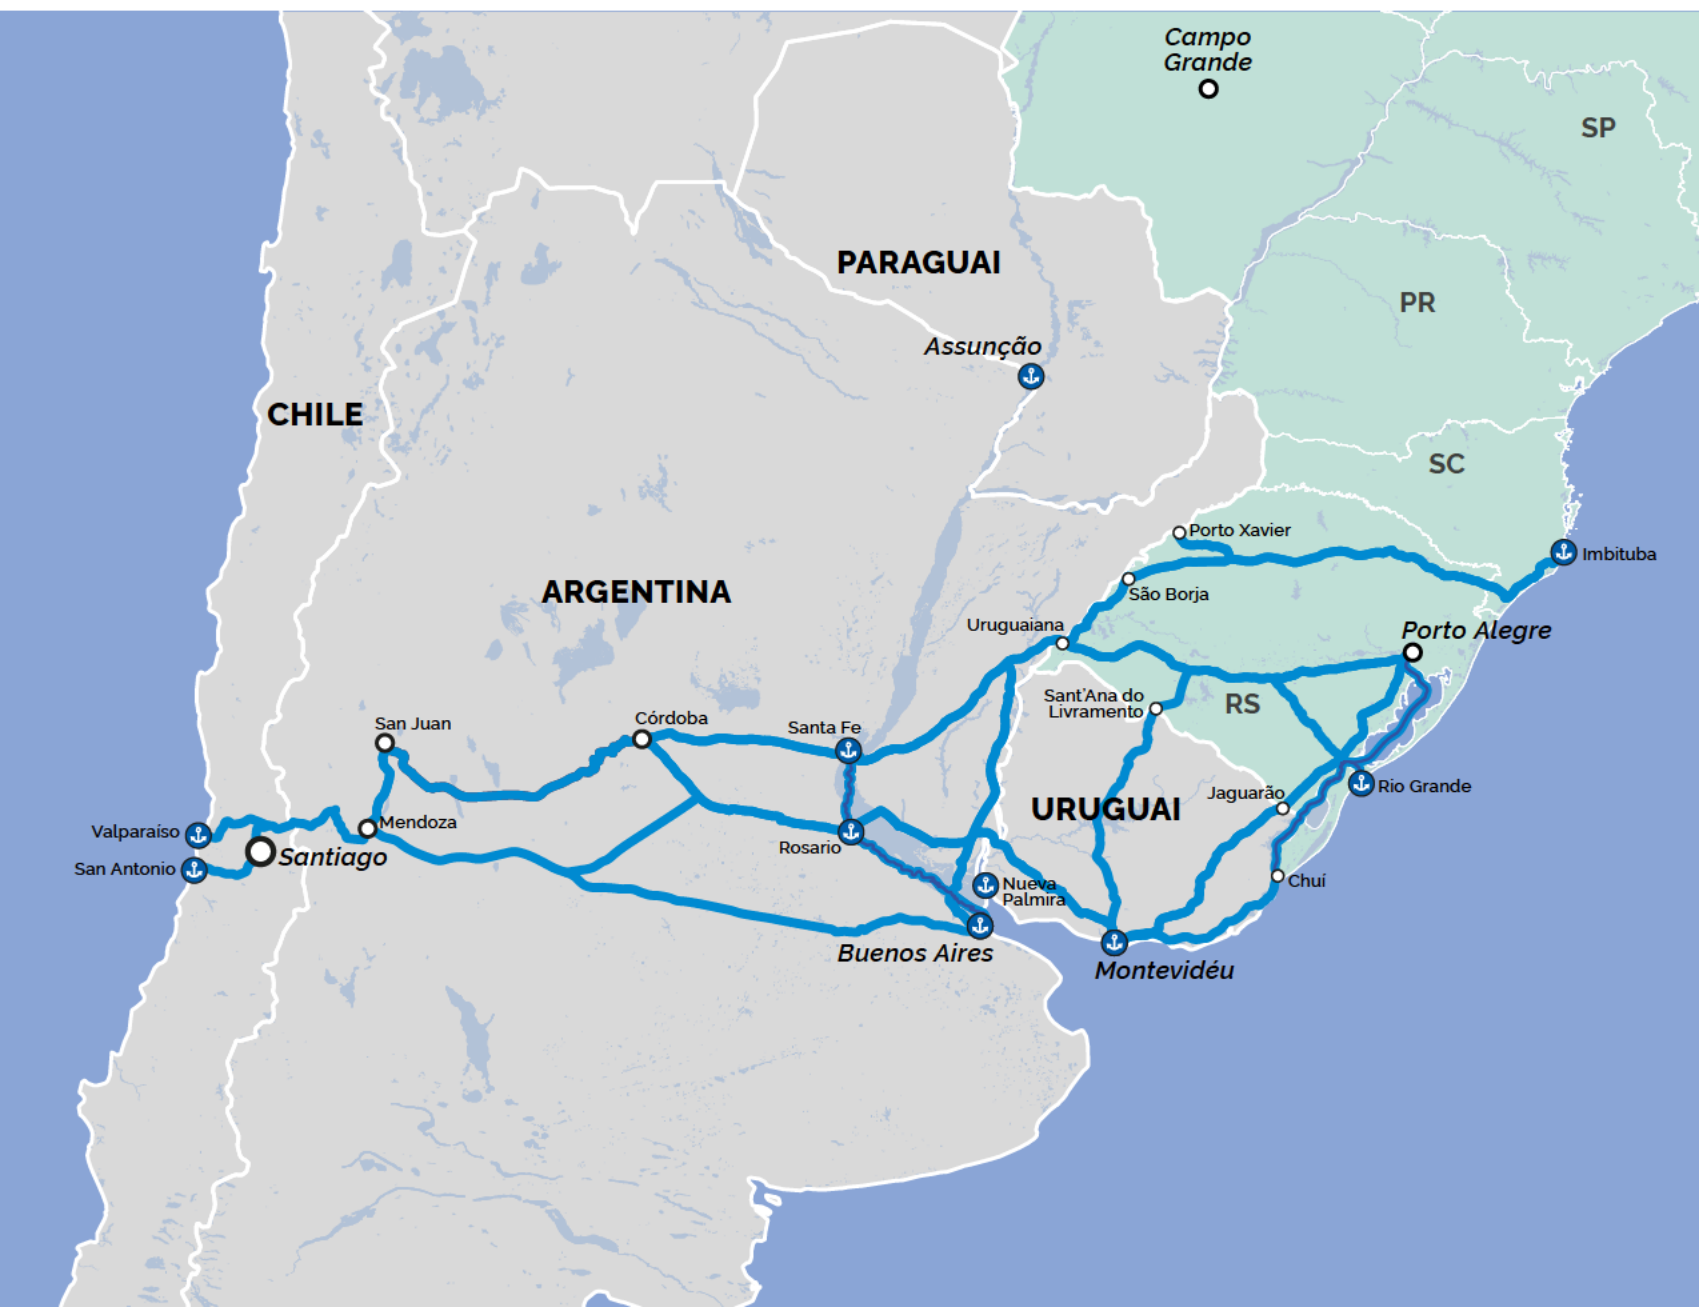 Campo
Grande
SP
PARAGUAI
PR
Assunção
CHILE
SC
Porto Xavier
Imbituba
ARGENTINA
São Borja
Uruguaiana
Porto Alegre
Sant'Ana do
Livramento
RS
San Juan
Córdoba
Santa Fe
Rio Grande
Jaguarão
URUGUAI
Valparaíso
Mendoza
Rosario
Santiago
San Antonio
Nueva
Palmira
Chuí
Buenos Aires
Montevidéu